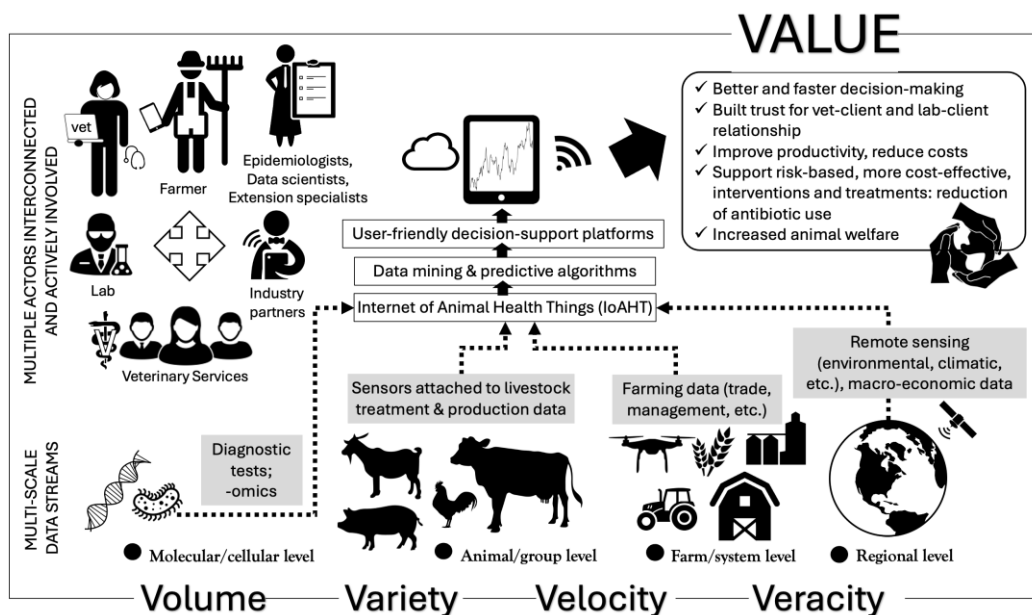 VALUE
MULTIPLE ACTORS INTERCONNECTED
AND ACTIVELY INVOLVED
vet
Farmer
Epidemiologists,
Data scientists,
Extension specialists
Lab
Industry
partners
Veterinary Services
✓ Better and faster decision-making
✓ Built trust for vet-client and lab-client
relationship
✓ Improve productivity, reduce costs
✓ Support risk-based, more cost-effective,
interventions and treatments: reduction
of antibiotic use
✓ Increased animal welfare
User-friendly decision-support platforms
Data mining & predictive algorithms
Internet of Animal Health Things (IoAHT)
MULTI-SCALE
DATA STREAMS
Diagnostic
tests;
-omics
Sensors attached to livestock
treatment & production data
Farming data (trade,
management, etc.)
Remote sensing
(environmental, climatic,
etc.), macro-economic data
● Molecular/cellular level
● Animal/group level
● Farm/system level
● Regional level
Volume
Variety
Velocity
Veracity